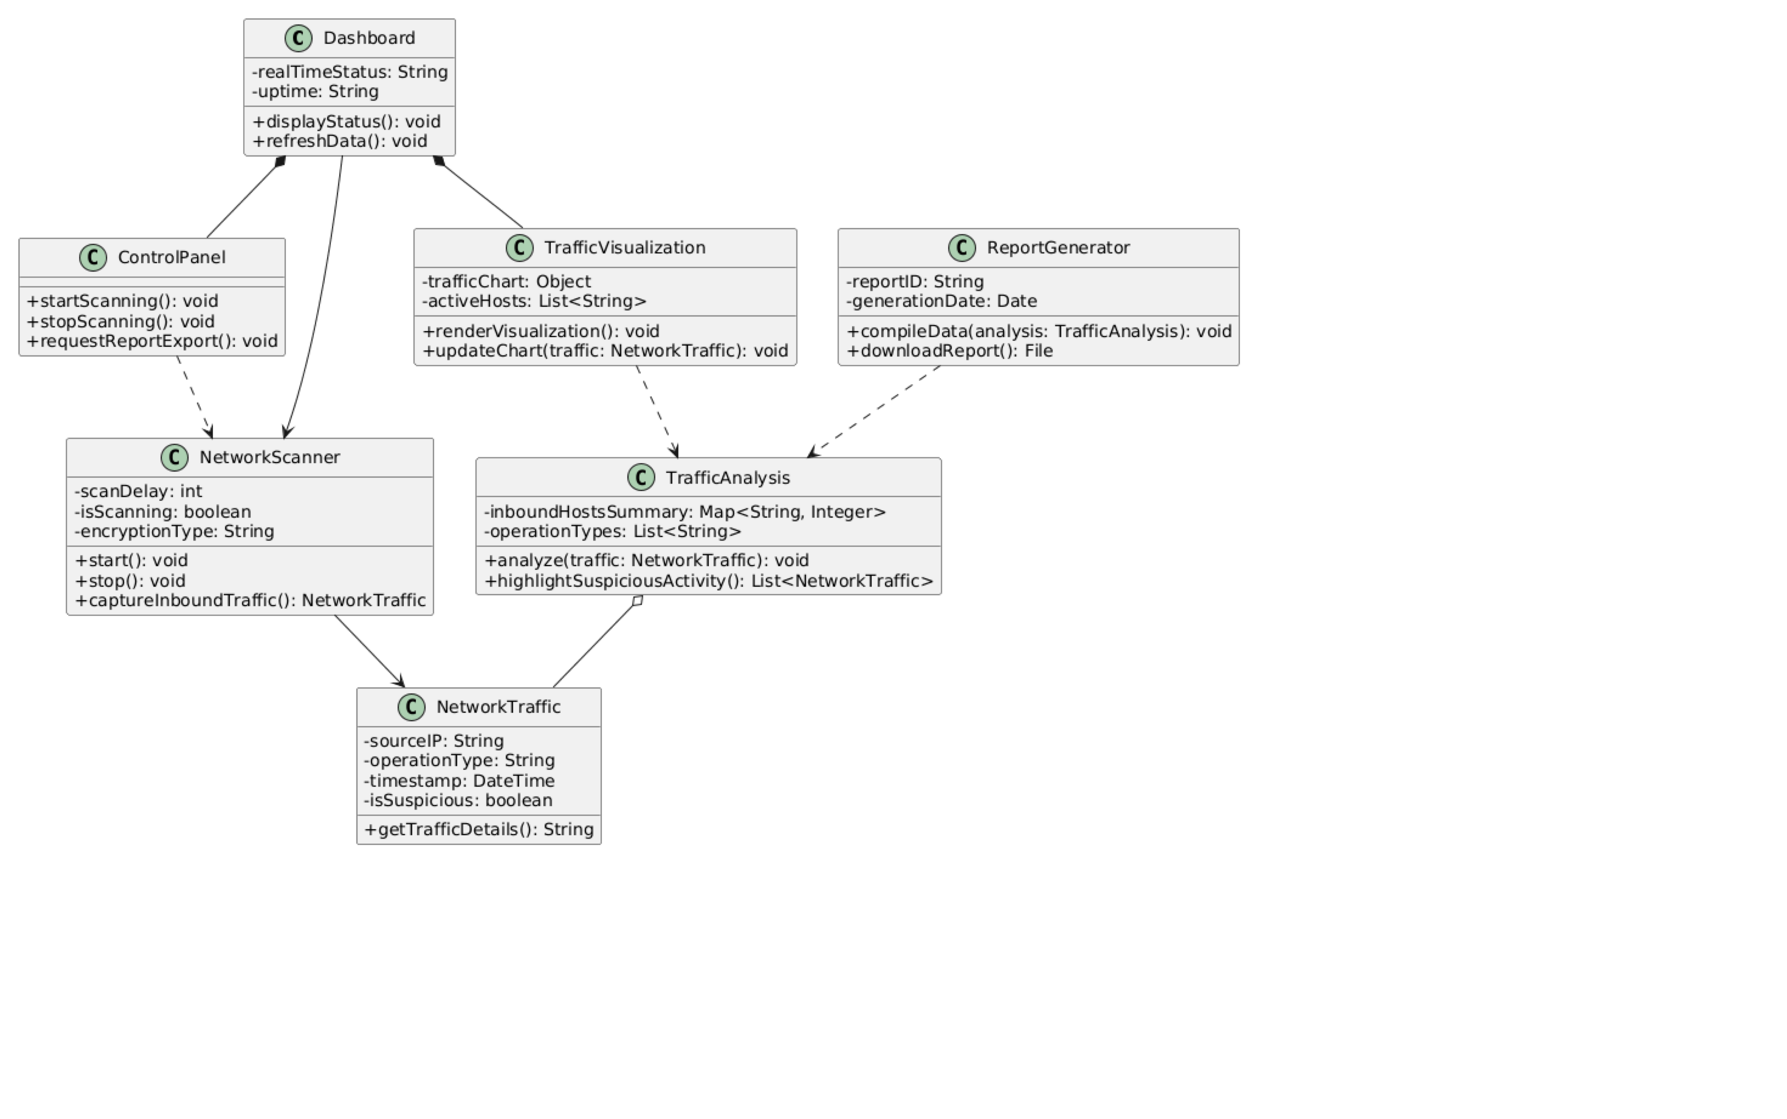 C Dashboard
-realTimeStatus: String
-uptime: String
+displayStatus(): void
+refreshData(): void
C ControlPanel
+startScanning(): void
+stopScanning(): void
+requestReportExport(): void
C TrafficVisualization
-trafficChart: Object
-activeHosts: List<String>
+renderVisualization(): void
+updateChart(traffic: NetworkTraffic): void
C ReportGenerator
-reportID: String
-generationDate: Date
+compileData(analysis: TrafficAnalysis): void
+downloadReport(): File
C NetworkScanner
-scanDelay: int
-isScanning: boolean
-encryptionType: String
+start(): void
+stop(): void
+captureInboundTraffic(): NetworkTraffic
C TrafficAnalysis
-inboundHostsSummary: Map<String, Integer>
-operationTypes: List<String>
+analyze(traffic: NetworkTraffic): void
+highlightSuspiciousActivity(): List<NetworkTraffic>
C NetworkTraffic
-sourceIP: String
-operationType: String
-timestamp: DateTime
-isSuspicious: boolean
+getTrafficDetails(): String